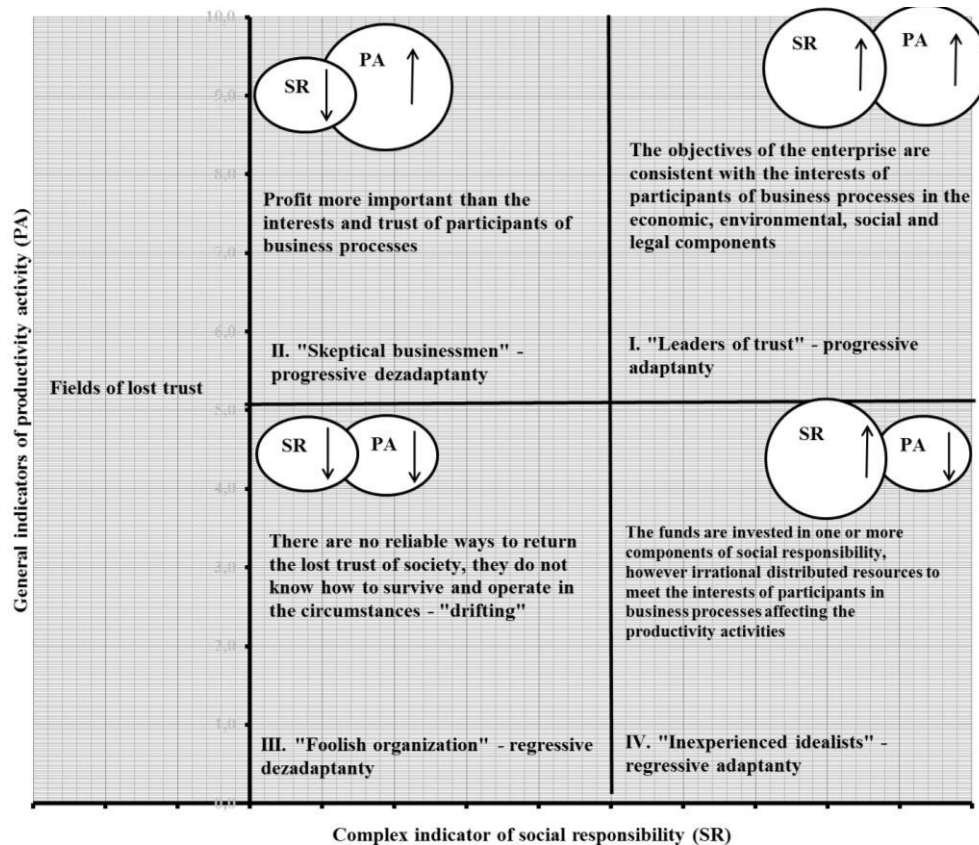 General indicators of productivity activity (PA)
10,0
9,0
8,0
7,0
6,0
5,0
4,0
3,0
2,0
1,0
0,0
Fields of lost trust
SR
PA
Profit more important than the
interests and trust of participants of
business processes
II. "Skeptical businessmen" -
progressive dezadaptanty
SR
PA
The objectives of the enterprise are
consistent with the interests of
participants of business processes in the
economic, environmental, social and
legal components
I. "Leaders of trust" - progressive
adaptanty
SR
PA
There are no reliable ways to return
the lost trust of society, they do not
know how to survive and operate in
the circumstances - "drifting"
III. "Foolish organization" - regressive
dezadaptanty
SR
PA
The funds are invested in one or more
components of social responsibility,
however irrational distributed resources to
meet the interests of participants in
business processes affecting the
productivity activities
IV. "Inexperienced idealists" -
regressive adaptanty
Complex indicator of social responsibility (SR)